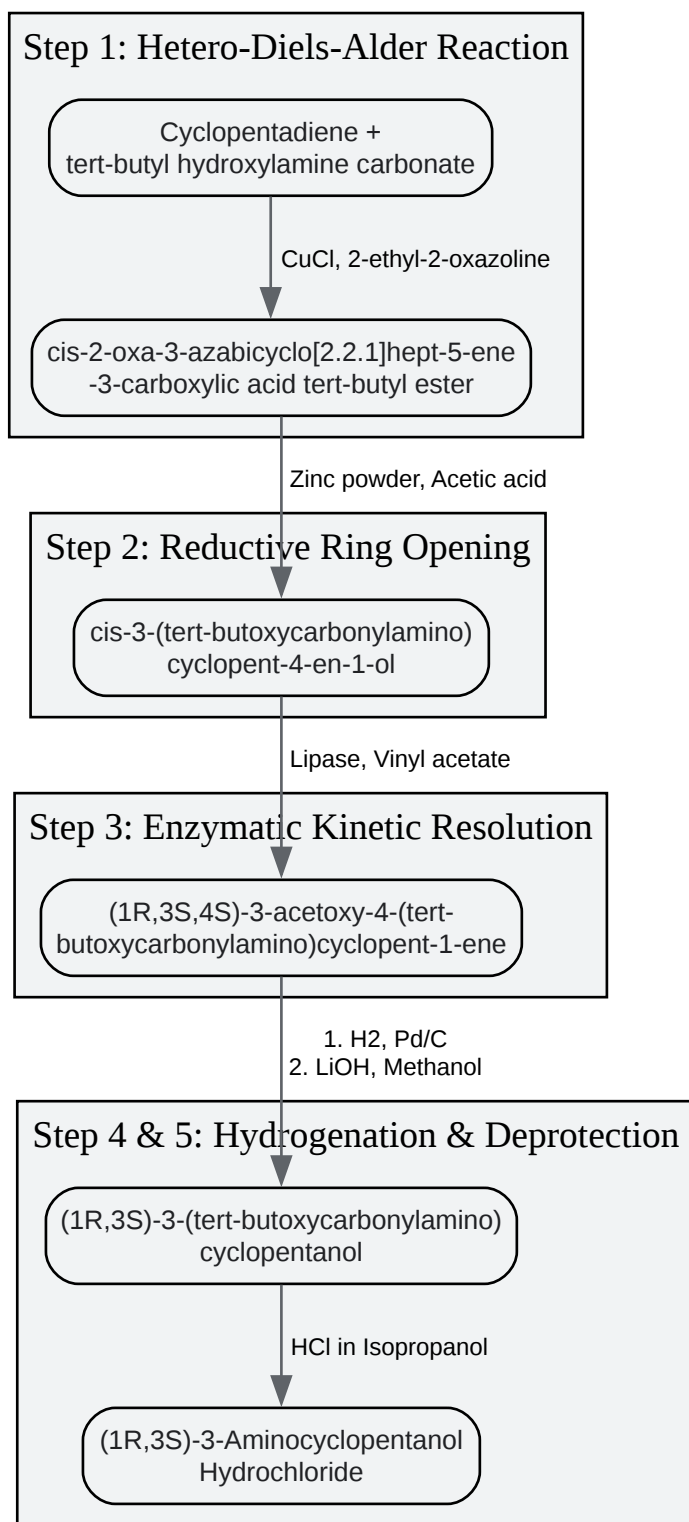 Step 1: Hetero-Diels-Alder Reaction
Cyclopentadiene +
tert-butyl hydroxylamine carbonate
CuCl, 2-ethyl-2-oxazoline
cis-2-oxa-3-azabicyclo[2.2.1]hept-5-ene
-3-carboxylic acid tert-butyl ester
Zinc powder, Acetic acid
Step 2: Reductive Ring Opening
cis-3-(tert-butoxycarbonylamino)
cyclopent-4-en-1-ol
Lipase, Vinyl acetate
Step 3: Enzymatic Kinetic Resolution
(1R,3S,4S)-3-acetoxy-4-(tert-
butoxycarbonylamino)cyclopent-1-ene
1. H2, Pd/C
2. LiOH, Methanol
Step 4 & 5: Hydrogenation & Deprotection
(1R,3S)-3-(tert-butoxycarbonylamino)
cyclopentanol
HCl in Isopropanol
(1R,3S)-3-Aminocyclopentanol
Hydrochloride